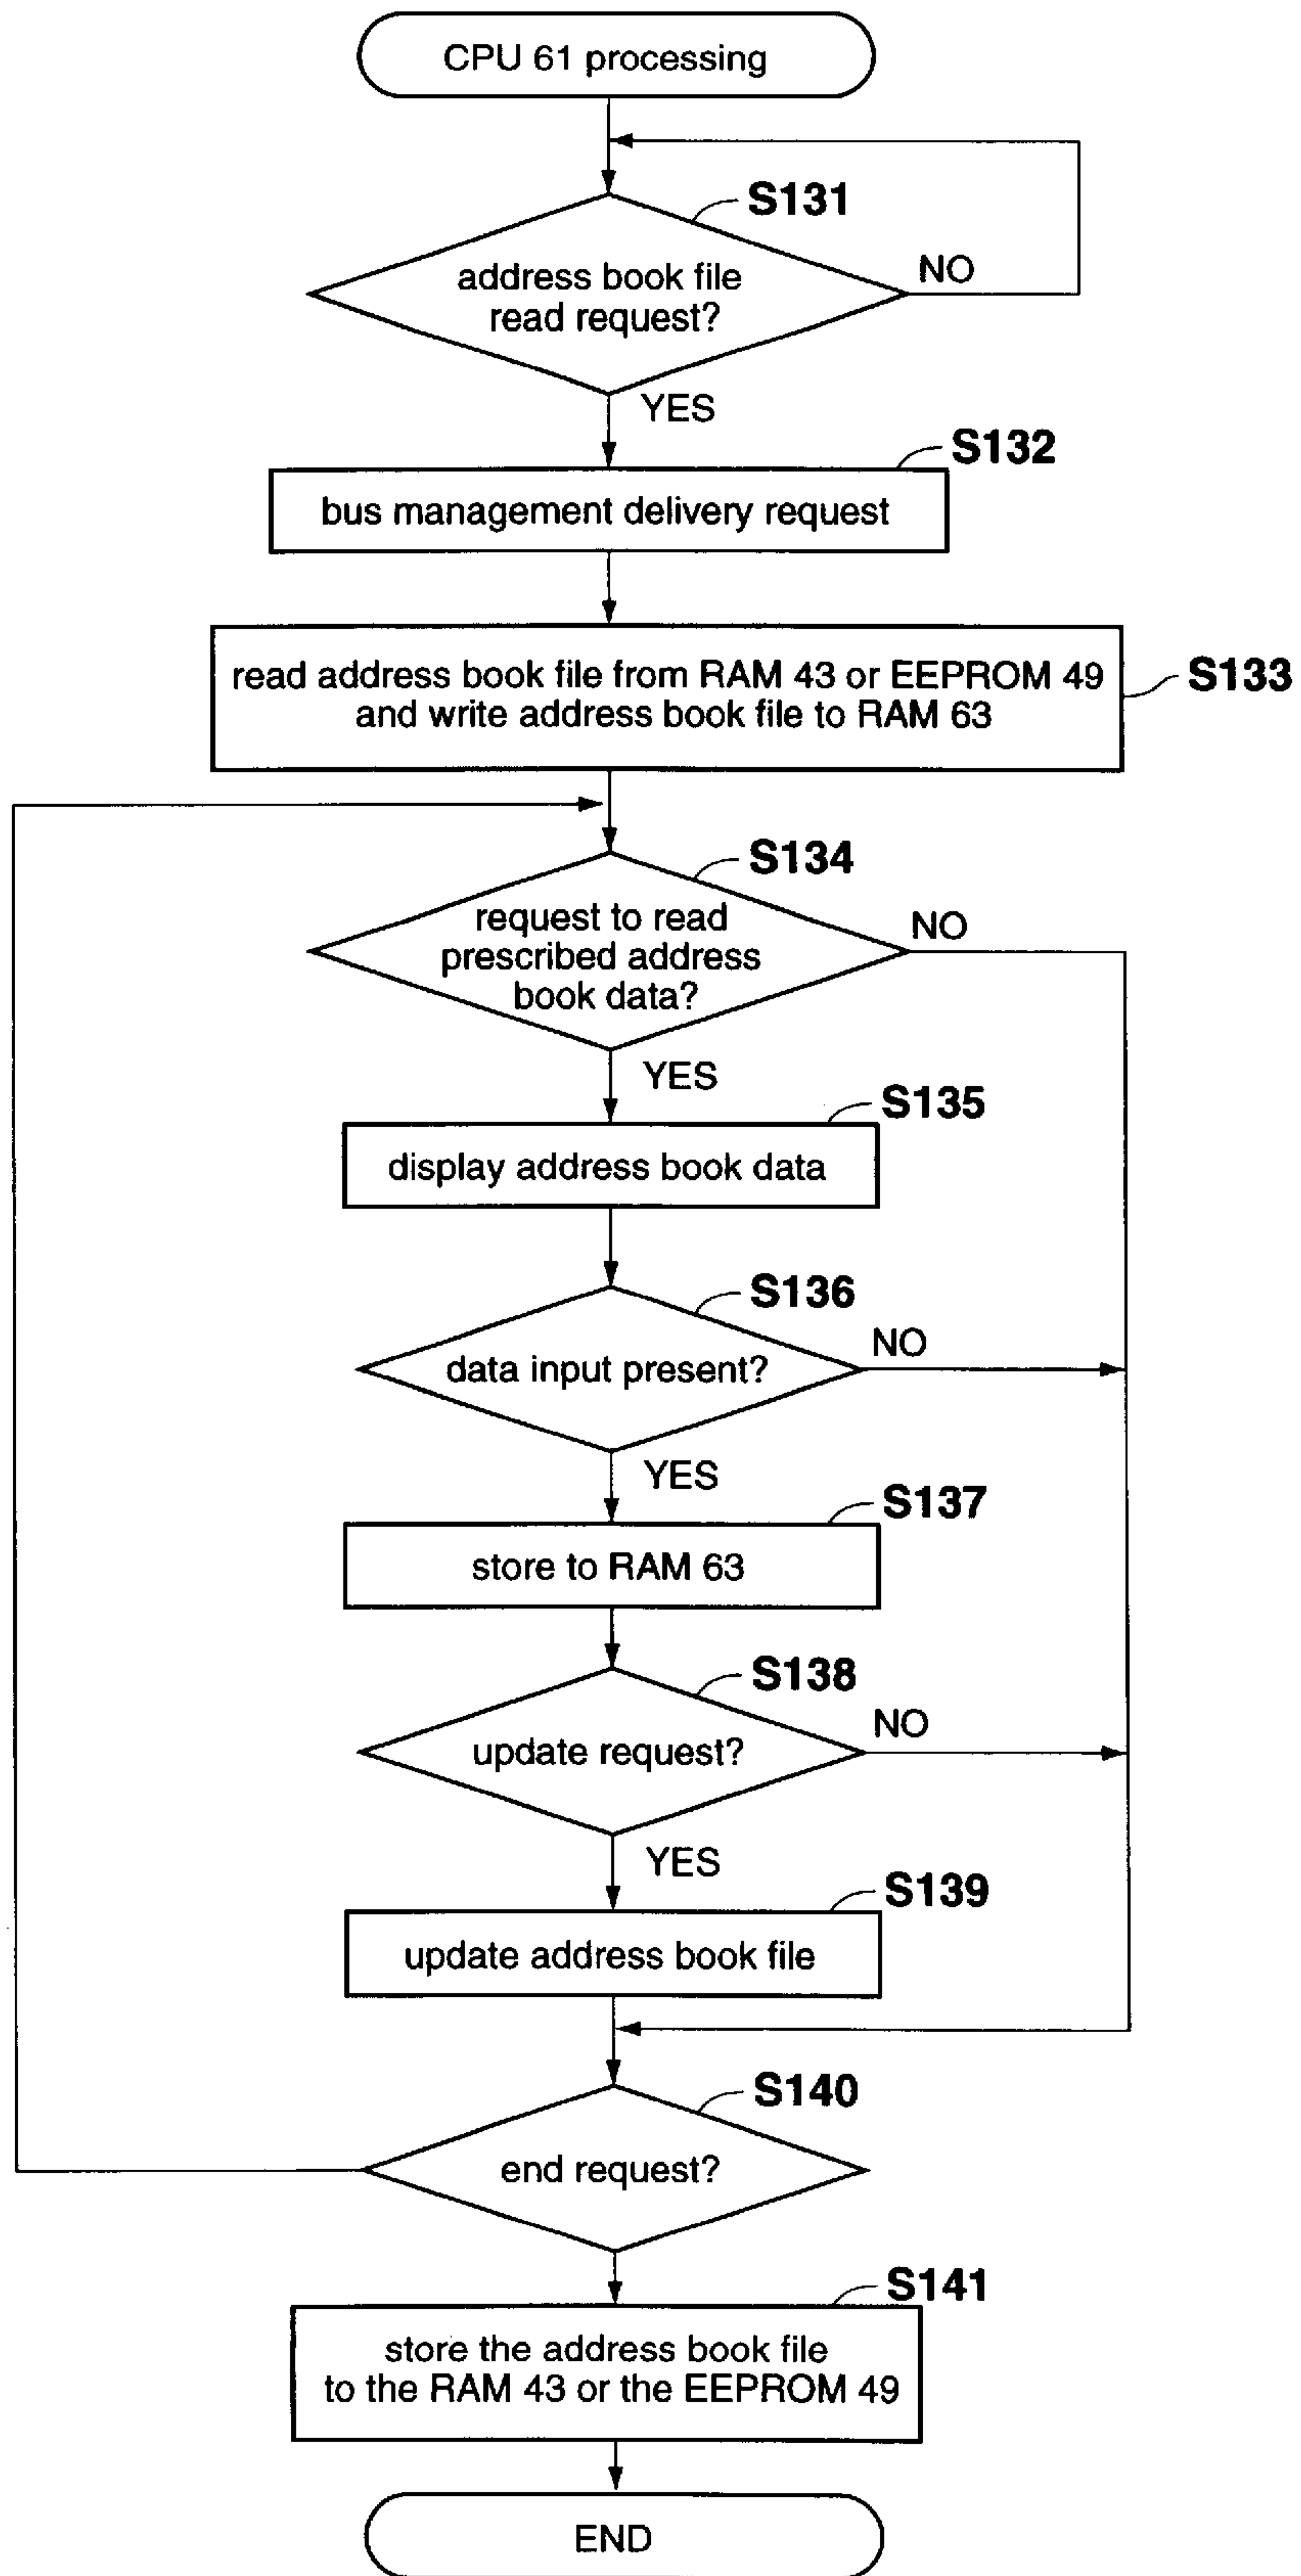 CPU 61 processing
S131
address book file
read request?
NO
YES
S132
bus management delivery request
read address book file from RAM 43 or EEPROM 49
and write address book file to RAM 63
S133
S134
request to read
prescribed address
book data?
NO
YES
S135
display address book data
S136
data input present?
NO
YES
S137
store to RAM 63
S138
update request?
NO
YES
S139
update address book file
S140
end request?
S141
store the address book file
to the RAM 43 or the EEPROM 49
END